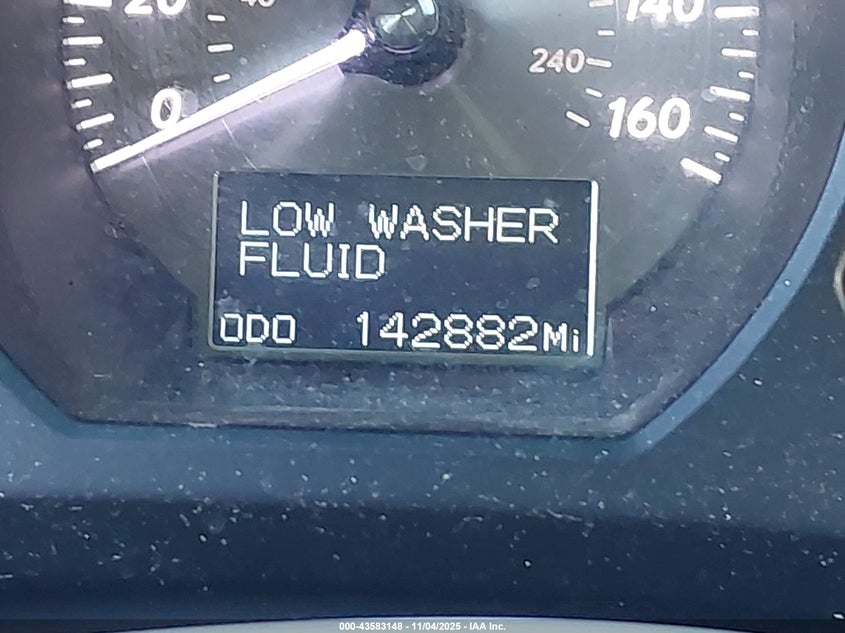 20 40
140
240
0
160
LOW WASHER
FLUID
ODO 142882Mi
000-43583148 - 11/04/2025 - IAA Inc.